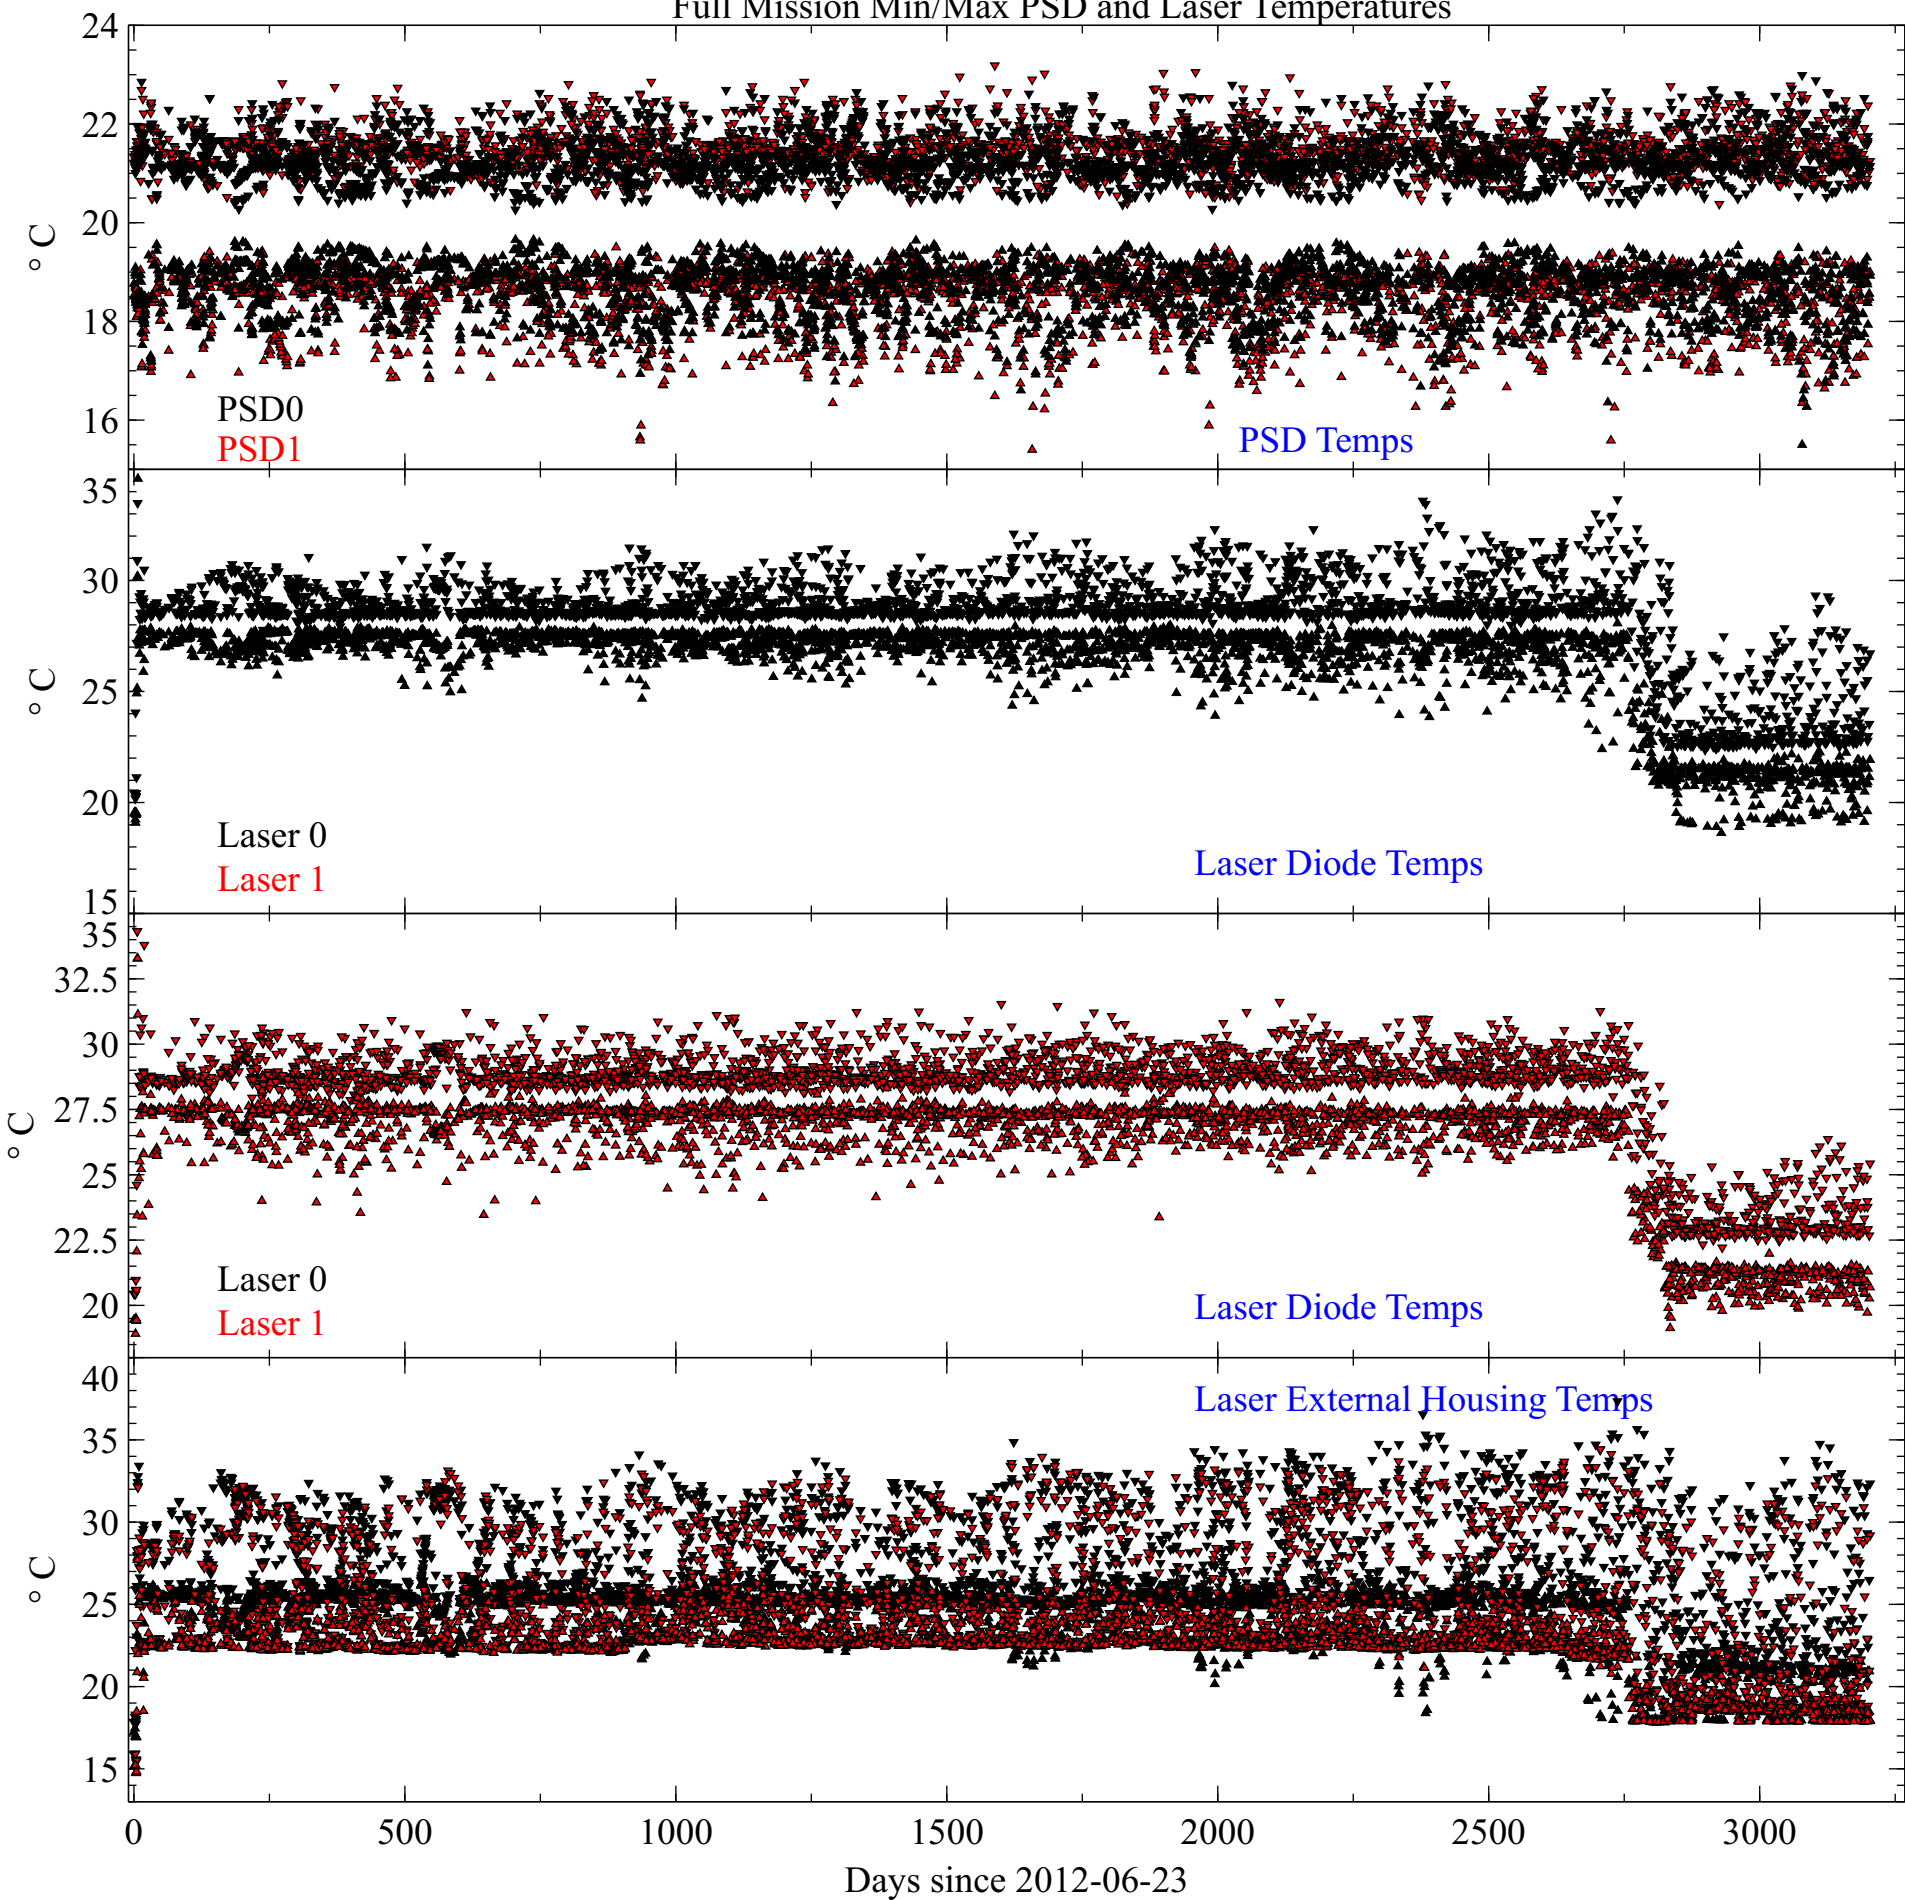 Full Mission Min/Max PSD and Laser Temperatures
24
22
20
18
16
° C
PSD0
PSD1
PSD Temps
35
30
25
20
15
° C
Laser 0
Laser 1
Laser Diode Temps
35
32.5
30
27.5
25
22.5
20
° C
Laser 0
Laser 1
Laser Diode Temps
40
35
30
25
20
15
° C
Laser External Housing Temps
0 500 1000 1500 2000 2500 3000
Days since 2012-06-23